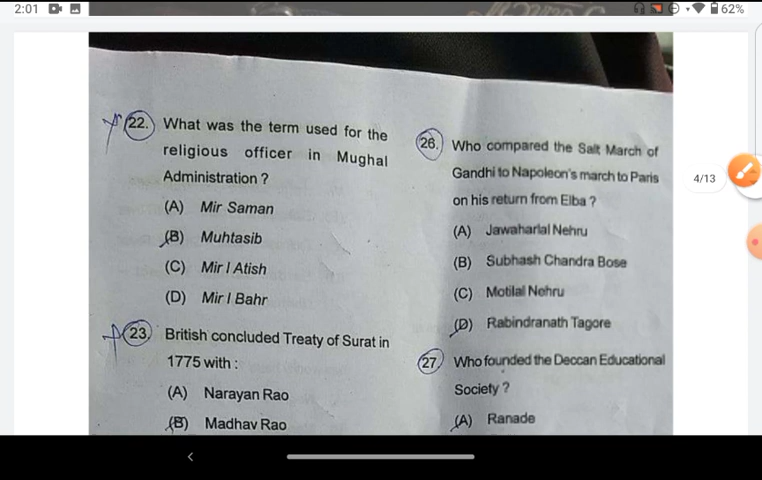 2:01
62%
22. What was the term used for the
religious officer in Mughal
Administration ?
(A) Mir Saman
(B) Muhtasib
(C) Mir I Atish
(D) Mir I Bahr
23. British concluded Treaty of Surat in
1775 with :
(A) Narayan Rao
(B) Madhav Rao
26. Who compared the Salt March of
Gandhi to Napoleon's march to Paris
on his return from Elba ?
(A) Jawaharlal Nehru
(B) Subhash Chandra Bose
(C) Motilal Nehru
(D) Rabindranath Tagore
27. Who founded the Deccan Educational
Society ?
(A) Ranade
4/13